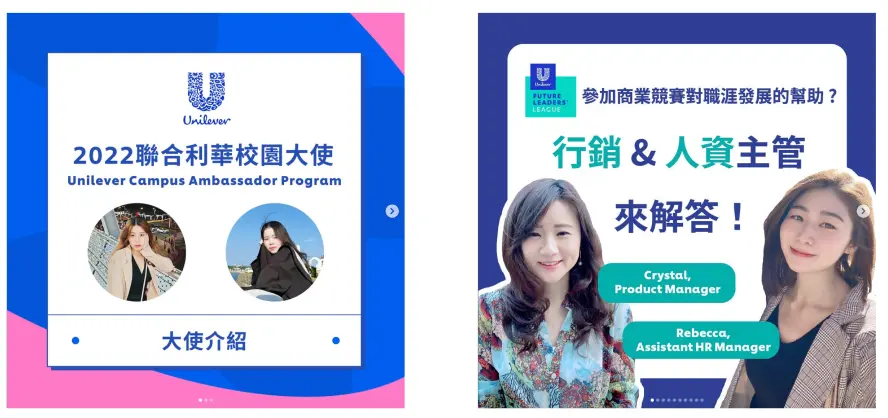 Unilever
2022聯合利華校園大使
Unilever Campus Ambassador Program
大使介紹
Unilever
FUTURE
LEADERS'
LEAGUE
參加商業競賽對職涯發展的幫助？
行銷 & 人資主管
來解答！
Crystal,
Product Manager
Rebecca,
Assistant HR Manager